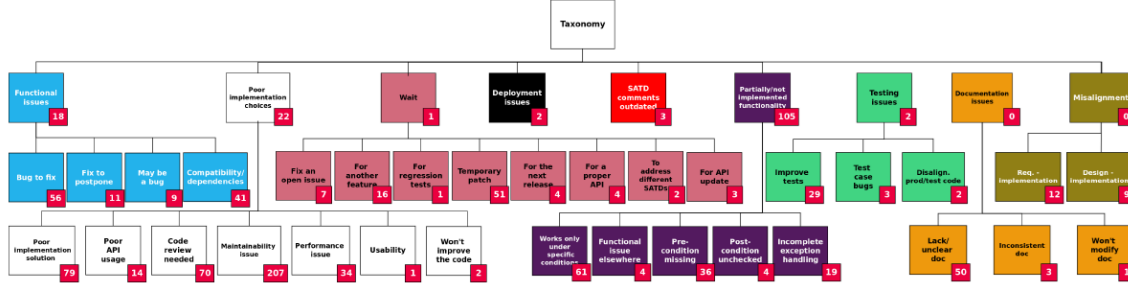 Taxonomy
Functional
issues
18
Poor
implementation
choices
22
Wait
1
Deployment
issues
2
SATD
comments
outdated
3
Partially/not
implemented
functionality
105
Testing
issues
2
Documentation
issues
0
Misalignment
0
Bug to fix
56
Fix to
postpone
11
May be
a bug
9
Compatibility/
dependencies
41
Fix an
open issue
7
For
another
feature
16
For
regression
tests
1
Temporary
patch
51
For the
next
release
4
For a
proper
API
4
To
address
different
SATDs
2
For API
update
3
Improve
tests
29
Test
case
bugs
3
Disalign.
prod/test code
2
Req. -
implementation
12
Design -
implementation
9
Poor
implementation
solution
79
Poor
API
usage
14
Code
review
needed
70
Maintainability
issue
207
Performance
issue
34
Usability
1
Won't
improve
the code
2
Works only
under
specific
conditions
61
Functional
issue
elsewhere
4
Pre-
condition
missing
36
Post-
condition
unchecked
4
Incomplete
exception
handling
19
Lack/
unclear
doc
50
Inconsistent
doc
3
Won't
modify
doc
1